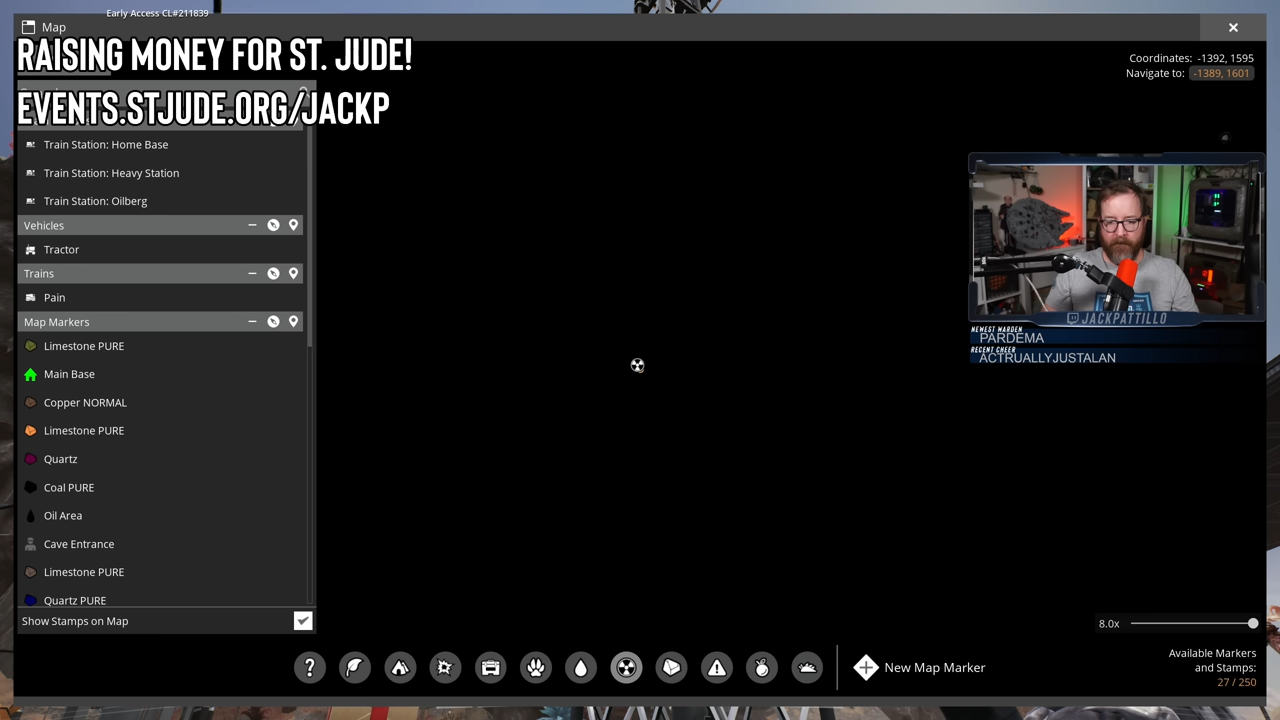 Early Access CL#211839
Map
RAISING MONEY FOR ST. JUDE!
EVENTS.STJUDE.ORG/JACKP
Coordinates: -1392, 1595
Navigate to: -1389, 1601
Train Station: Home Base
Train Station: Heavy Station
Train Station: Oilberg
Vehicles
Tractor
Trains
Pain
Map Markers
Limestone PURE
Main Base
Copper NORMAL
Limestone PURE
Quartz
Coal PURE
Oil Area
Cave Entrance
Limestone PURE
Quartz PURE
Show Stamps on Map
JACKPATTILLO
NEWEST WARDEN
PARDEMA
RECENT CHEER
ACTRUALLYJUSTALAN
8.0x
New Map Marker
Available Markers
and Stamps:
27 / 250